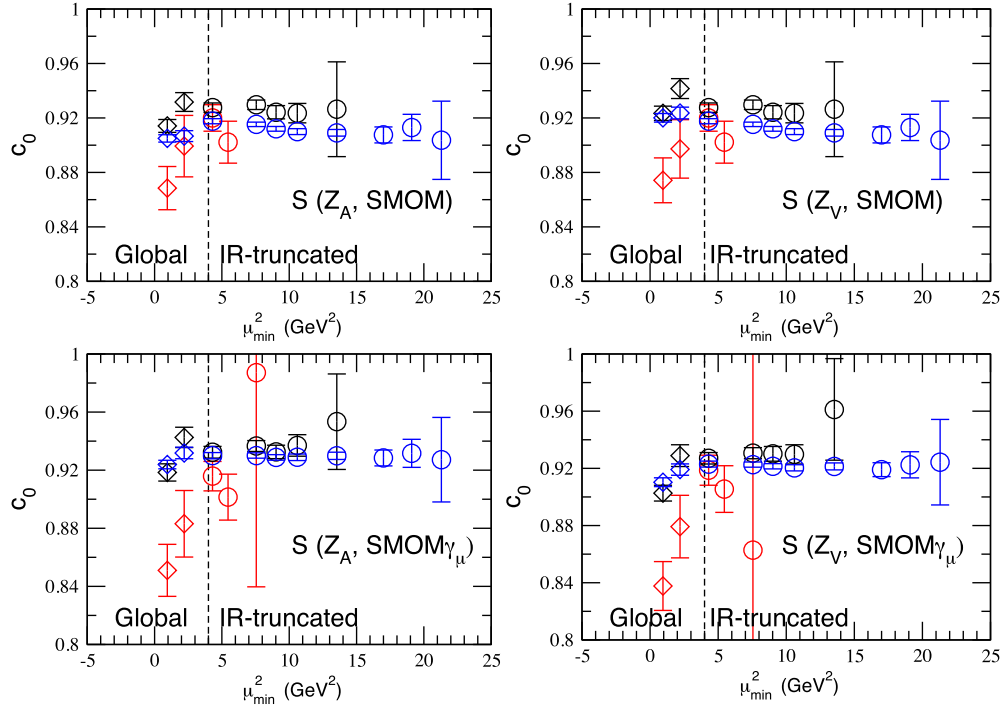 1
0.96
0.92
0.88
0.84
0.8
c0
S (ZA, SMOM)
Global IR-truncated
-5 0 5 10 15 20 25
μ²min (GeV²)
1
0.96
0.92
0.88
0.84
0.8
c0
S (ZV, SMOM)
Global IR-truncated
-5 0 5 10 15 20 25
μ²min (GeV²)
1
0.96
0.92
0.88
0.84
0.8
c0
S (ZA, SMOMγμ)
Global IR-truncated
-5 0 5 10 15 20 25
μ²min (GeV²)
1
0.96
0.92
0.88
0.84
0.8
c0
S (ZV, SMOMγμ)
Global IR-truncated
-5 0 5 10 15 20 25
μ²min (GeV²)